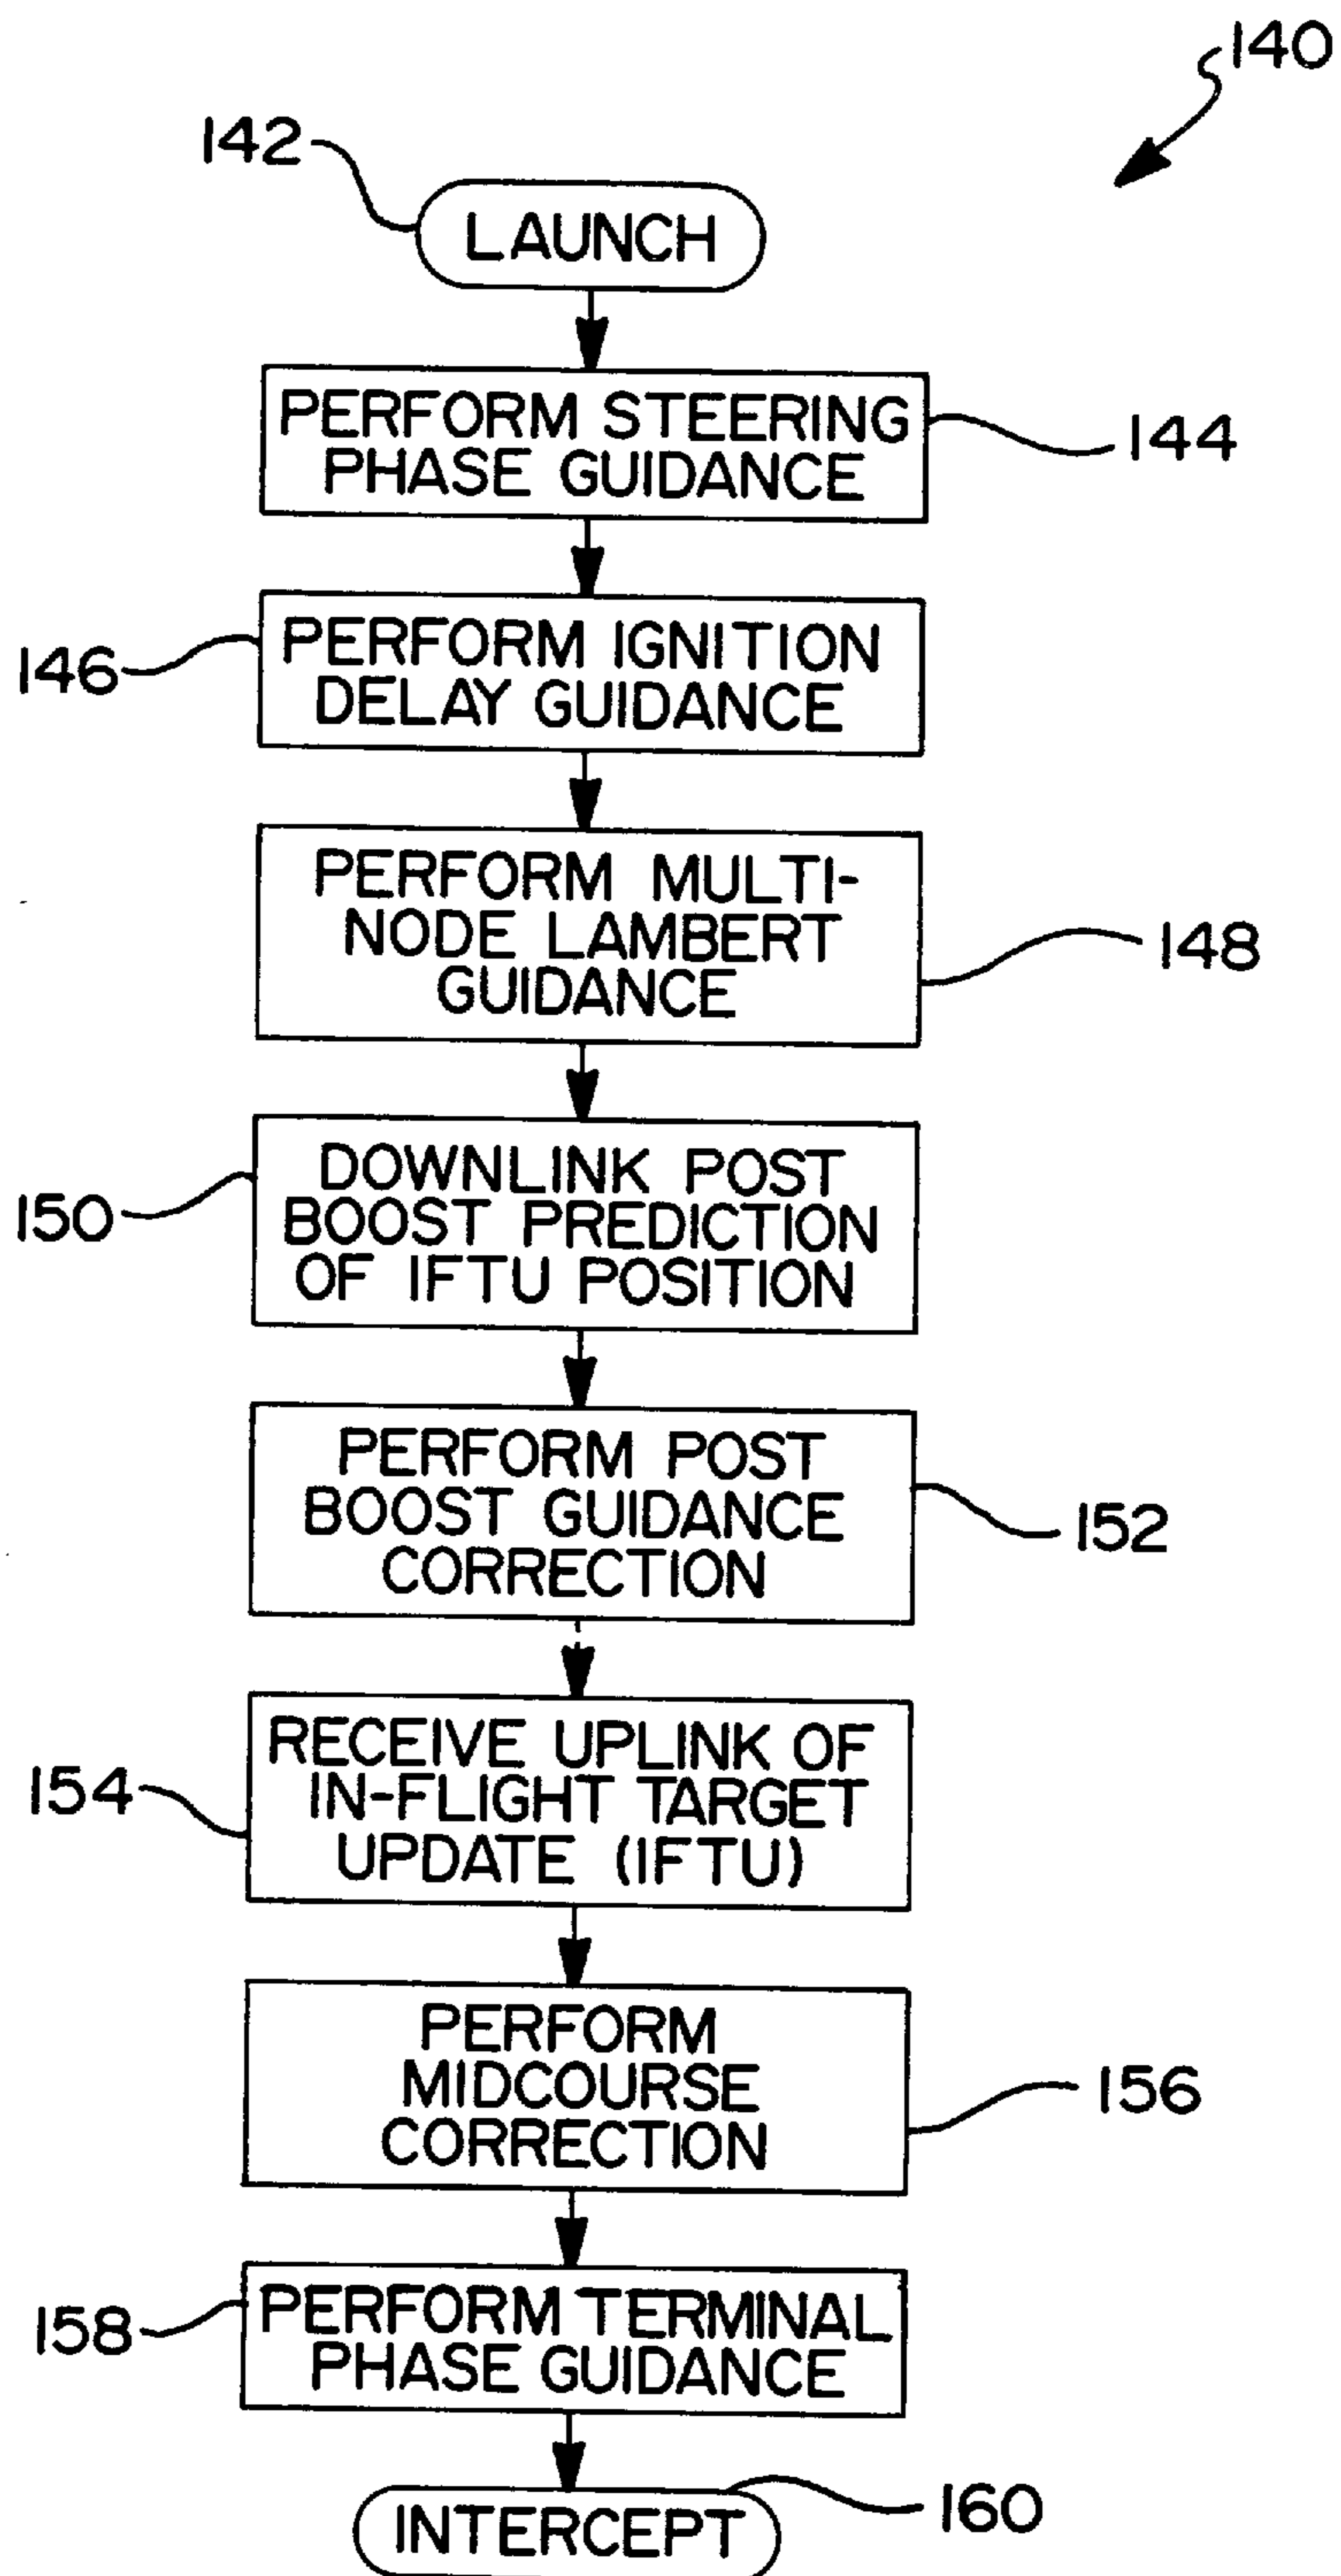 140
142
LAUNCH
PERFORM STEERING
PHASE GUIDANCE
144
146
PERFORM IGNITION
DELAY GUIDANCE
PERFORM MULTI-
NODE LAMBERT
GUIDANCE
148
150
DOWNLINK POST
BOOST PREDICTION
OF IFTU POSITION
PERFORM POST
BOOST GUIDANCE
CORRECTION
152
154
RECEIVE UPLINK OF
IN-FLIGHT TARGET
UPDATE (IFTU)
PERFORM
MIDCOURSE
CORRECTION
156
158
PERFORM TERMINAL
PHASE GUIDANCE
INTERCEPT
160